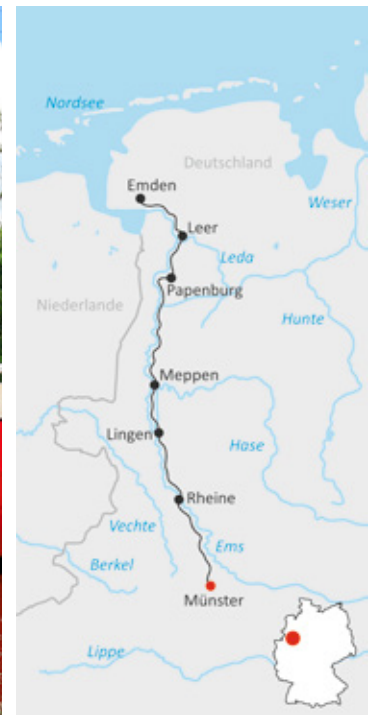 Nordsee
Deutschland
Emden
Weser
Leer
Leda
Niederlande
Papenburg
Hunte
Meppen
Lingen
Hase
Rheine
Vechte
Ems
Berkel
Münster
Lippe